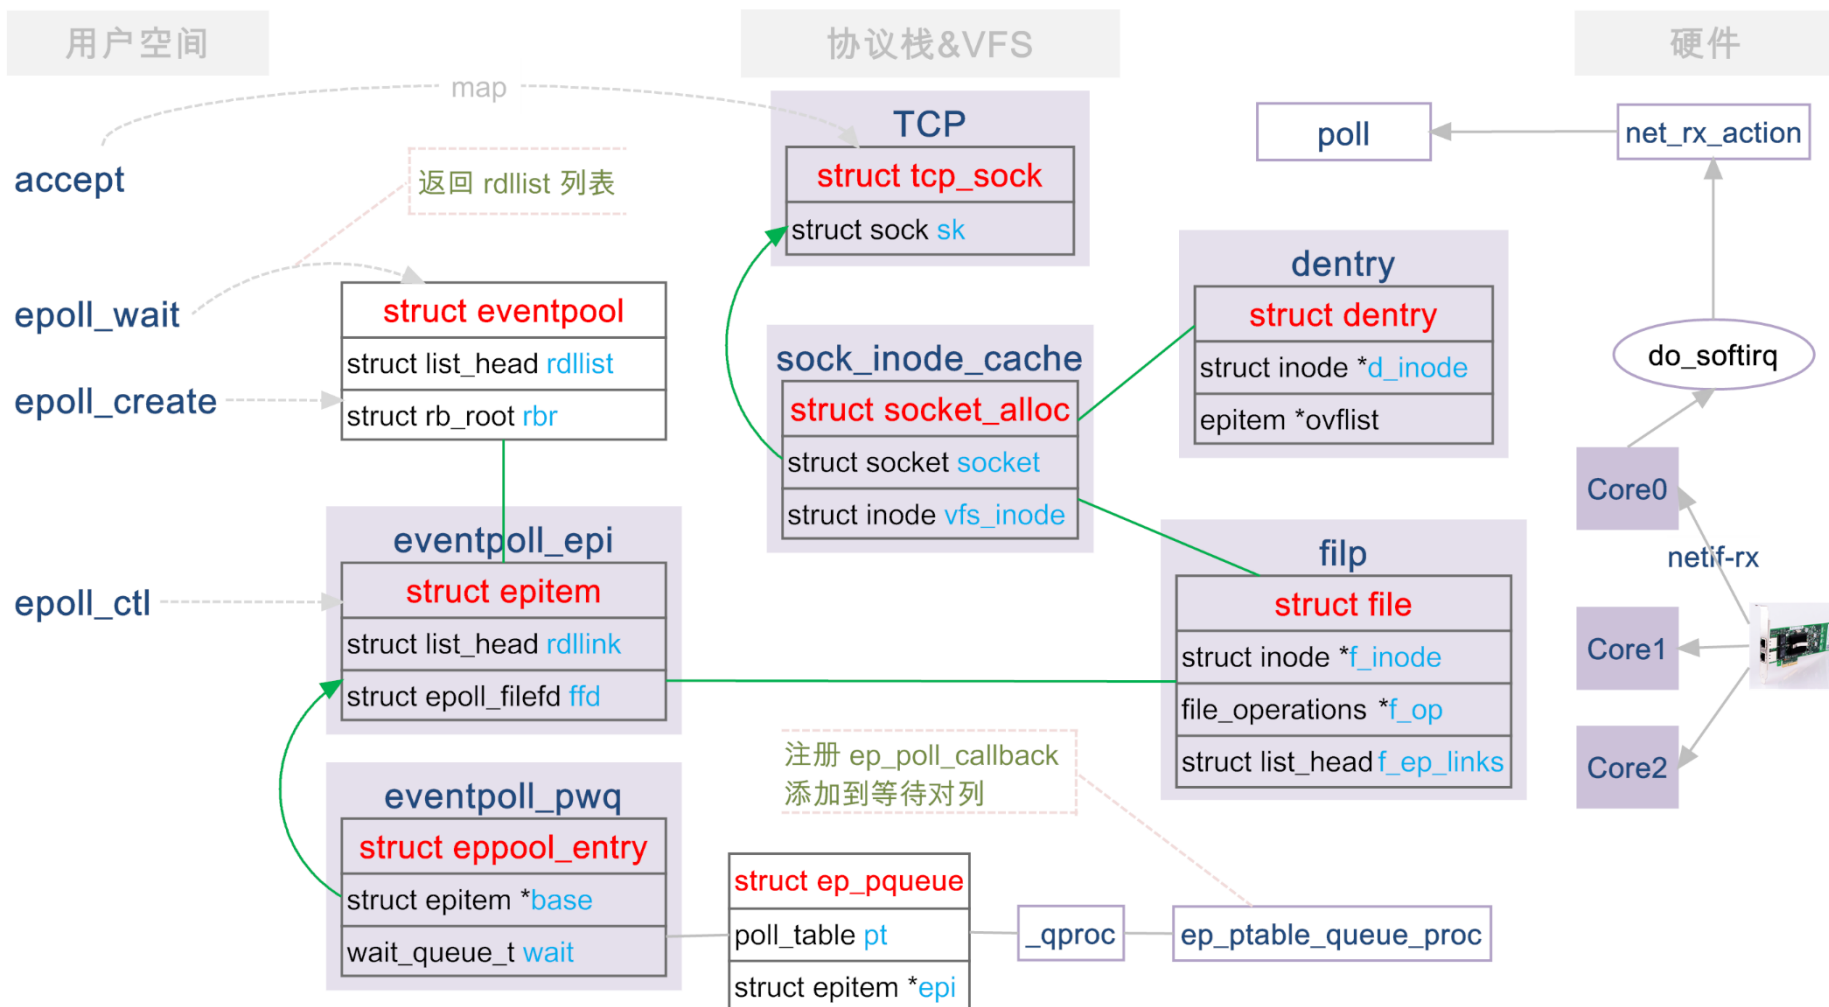 用户空间
协议栈&VFS
硬件
map
accept
返回 rdllist 列表
epoll_wait
epoll_create
epoll_ctl
struct eventpool
struct list_head rdllist
struct rb_root rbr
eventpoll_epi
struct epitem
struct list_head rdllink
struct epoll_filefd ffd
eventpoll_pwq
struct eppool_entry
struct epitem *base
wait_queue_t wait
TCP
struct tcp_sock
struct sock sk
sock_inode_cache
struct socket_alloc
struct socket socket
struct inode vfs_inode
注册 ep_poll_callback
添加到等待对列
struct ep_pqueue
poll_table pt
struct epitem *epi
_qproc
ep_ptable_queue_proc
dentry
struct dentry
struct inode *d_inode
epitem *ovflist
filp
struct file
struct inode *f_inode
file_operations *f_op
struct list_head f_ep_links
poll
net_rx_action
do_softirq
Core0
netif-rx
Core1
Core2